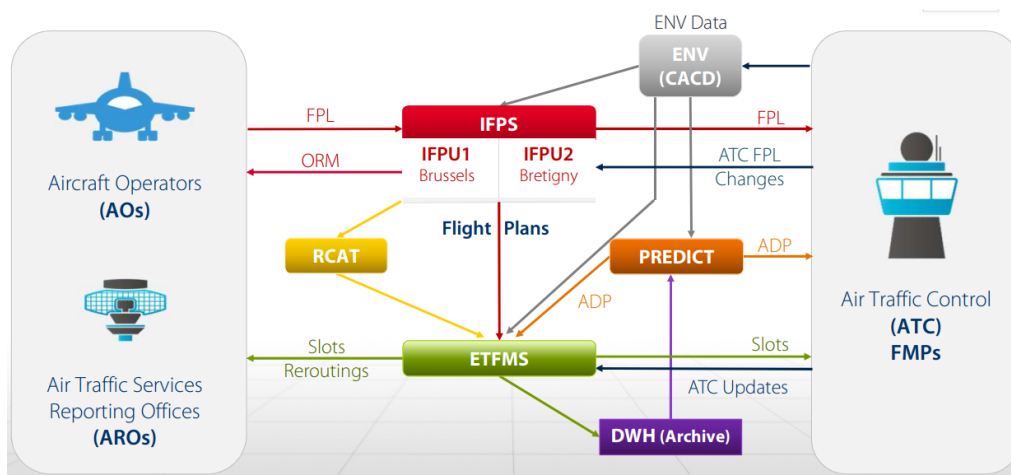 ENV Data
ENV
(CACD)
FPL
IFPS
FPL
ORM
IFPU1
Brussels
IFPU2
Bretigny
ATC FPL
Changes
Aircraft Operators
(AOs)
Flight Plans
RCAT
PREDICT
ADP
ADP
Air Traffic Control
(ATC)
FMPs
Slots
Reroutings
ETFMS
Slots
ATC Updates
Air Traffic Services
Reporting Offices
(AROs)
DWH (Archive)